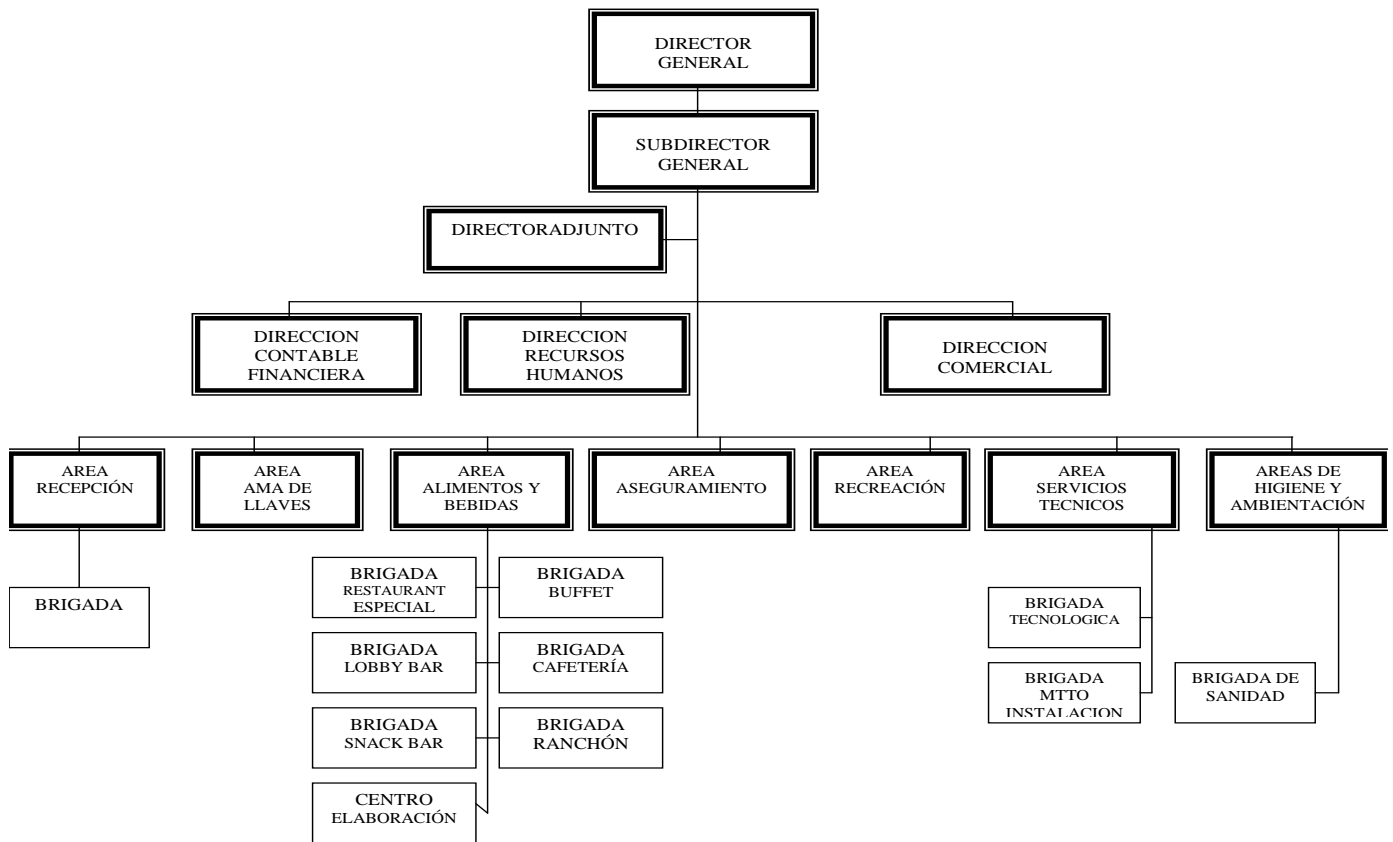 DIRECTOR
GENERAL
SUBDIRECTOR
GENERAL
DIRECTORADJUNTO
DIRECCION
CONTABLE
FINANCIERA
DIRECCION
RECURSOS
HUMANOS
DIRECCION
COMERCIAL
AREA
RECEPCIÓN
AREA
AMA DE
LLAVES
AREA
ALIMENTOS Y
BEBIDAS
AREA
ASEGURAMIENTO
AREA
RECREACIÓN
AREA
SERVICIOS
TECNICOS
AREAS DE
HIGIENE Y
AMBIENTACIÓN
BRIGADA
BRIGADA
RESTAURANT
ESPECIAL
BRIGADA
BUFFET
BRIGADA
LOBBY BAR
BRIGADA
CAFETERÍA
BRIGADA
SNACK BAR
BRIGADA
RANCHÓN
CENTRO
ELABORACIÓN
BRIGADA
TECNOLOGICA
BRIGADA
MTTO
INSTALACION
BRIGADA DE
SANIDAD